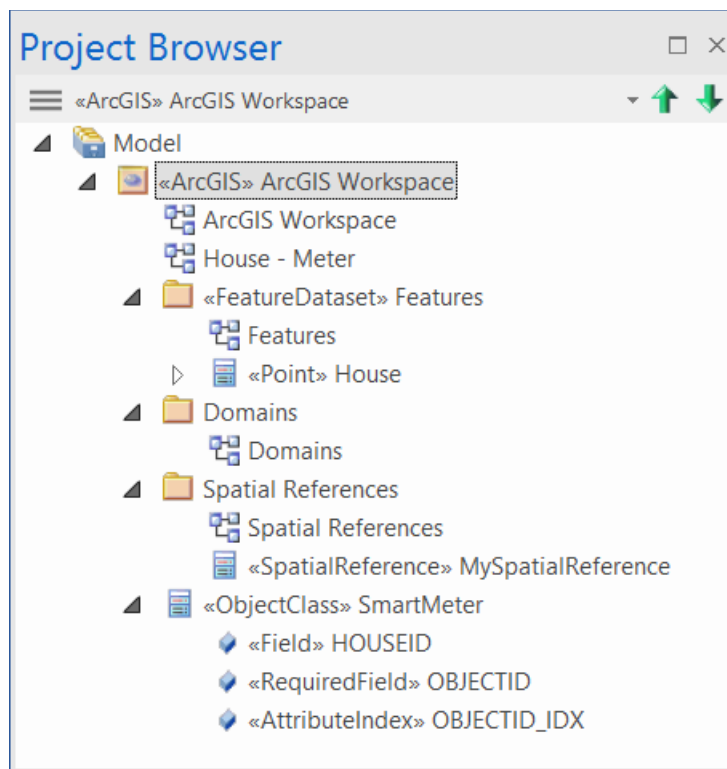 Project Browser
«ArcGIS» ArcGIS Workspace
Model
«ArcGIS» ArcGIS Workspace
ArcGIS Workspace
House - Meter
«FeatureDataset» Features
Features
«Point» House
Domains
Domains
Spatial References
Spatial References
«SpatialReference» MySpatialReference
«ObjectClass» SmartMeter
«Field» HOUSEID
«RequiredField» OBJECTID
«AttributeIndex» OBJECTID_IDX